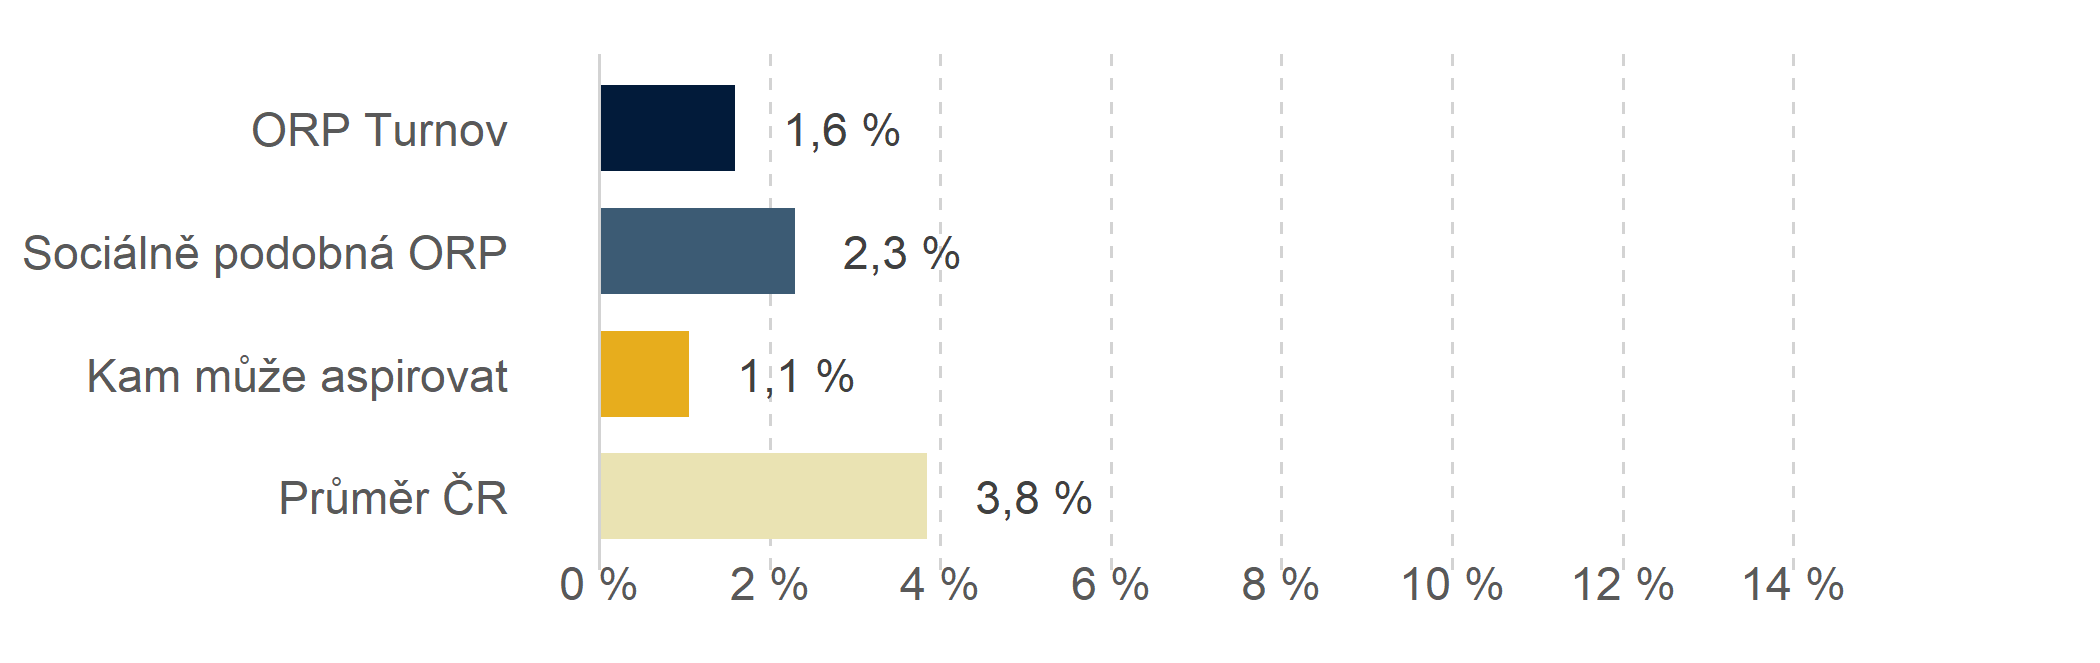 ORP Turnov 1,6 %
Sociálně podobná ORP 2,3 %
Kam může aspirovat 1,1 %
Průměr ČR 3,8 %
0 % 2 % 4 % 6 % 8 % 10 % 12 % 14 %